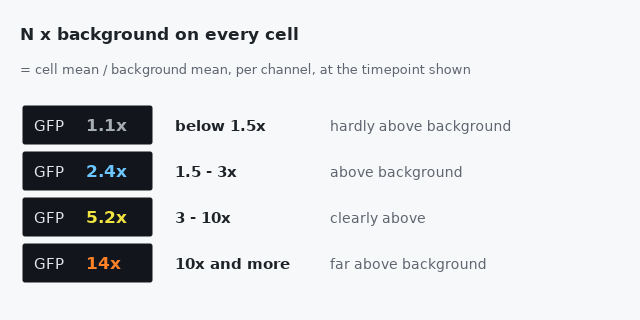 N x background on every cell
= cell mean / background mean, per channel, at the timepoint shown
GFP 1.1x below 1.5x hardly above background
GFP 2.4x 1.5 - 3x above background
GFP 5.2x 3 - 10x clearly above
GFP 14x 10x and more far above background